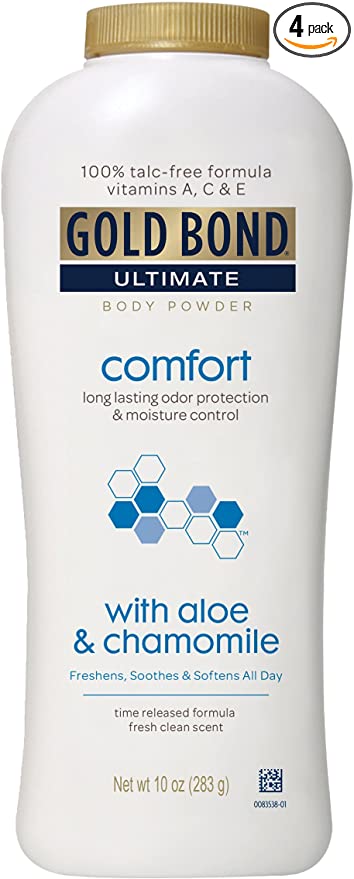 4 pack
100% talc-free formula
vitamins A, C & E
GOLD BOND®
ULTIMATE
BODY POWDER
comfort
long lasting odor protection
& moisture control
™
with aloe
& chamomile
Freshens, Soothes & Softens All Day
time released formula
fresh clean scent
Net wt 10 oz (283 g)
0083538-01